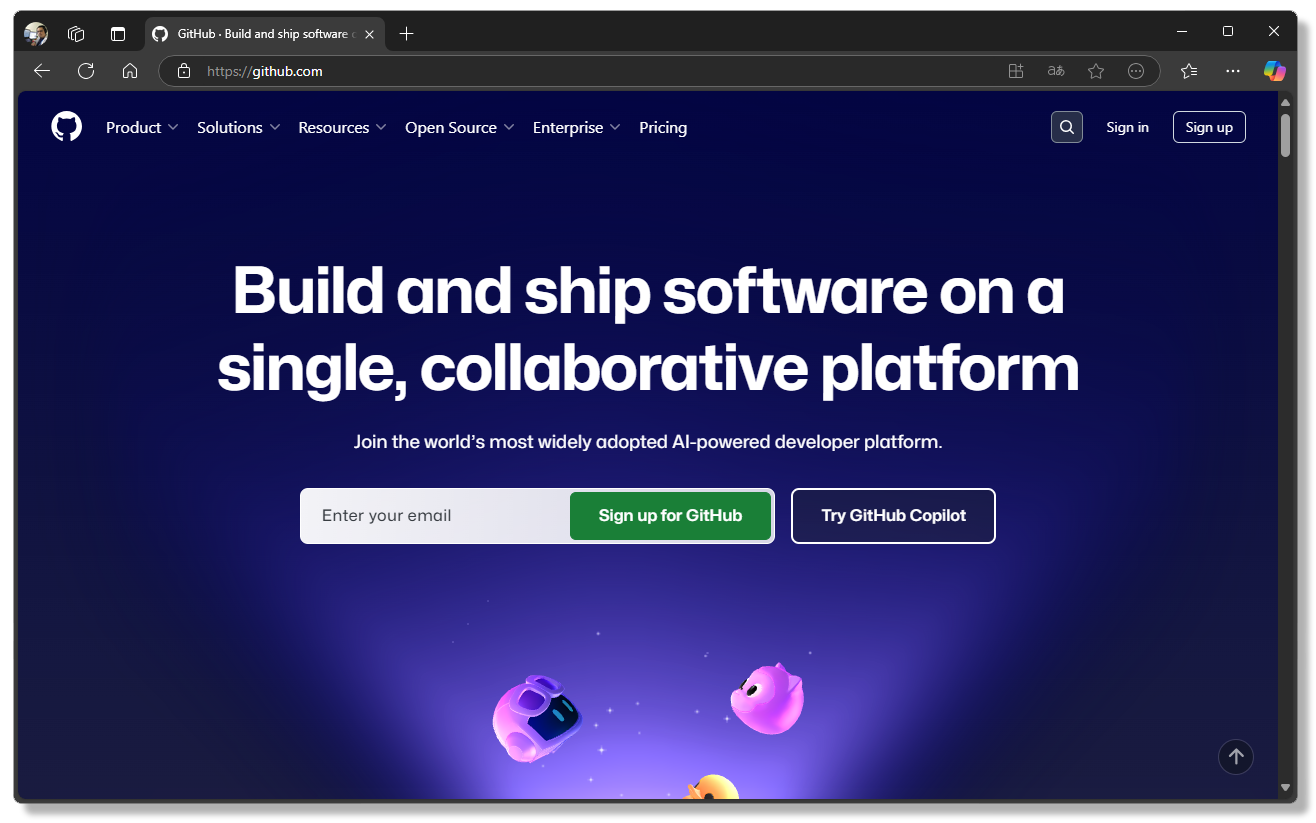 GitHub · Build and ship software
https://github.com
aあ
Product Solutions Resources Open Source Enterprise Pricing Sign in Sign up
Build and ship software on a
single, collaborative platform
Join the world’s most widely adopted AI-powered developer platform.
Enter your email Sign up for GitHub Try GitHub Copilot